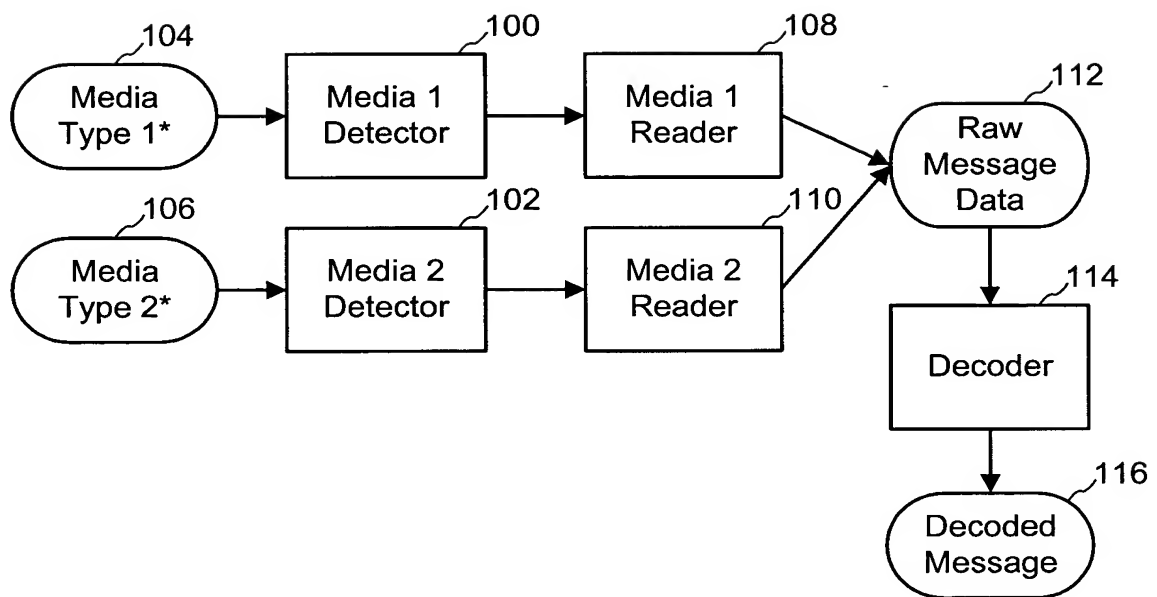 104
Media
Type 1*
100
Media 1
Detector
108
Media 1
Reader
112
Raw
Message
Data
106
Media
Type 2*
102
Media 2
Detector
110
Media 2
Reader
114
Decoder
116
Decoded
Message